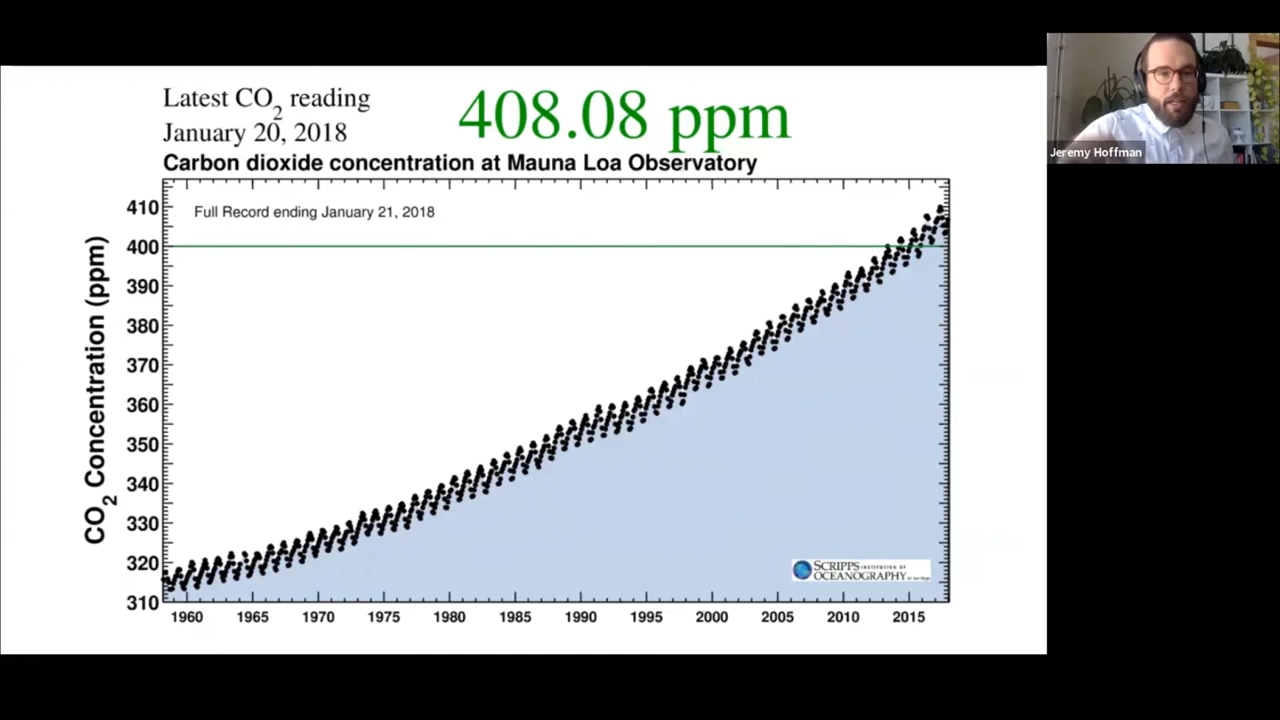 Latest CO2 reading
January 20, 2018
408.08 ppm
Carbon dioxide concentration at Mauna Loa Observatory
Full Record ending January 21, 2018
CO2 Concentration (ppm)
410
400
390
380
370
360
350
340
330
320
310
1960 1965 1970 1975 1980 1985 1990 1995 2000 2005 2010 2015
SCRIPPS INSTITUTION OF
OCEANOGRAPHY
Jeremy Hoffman